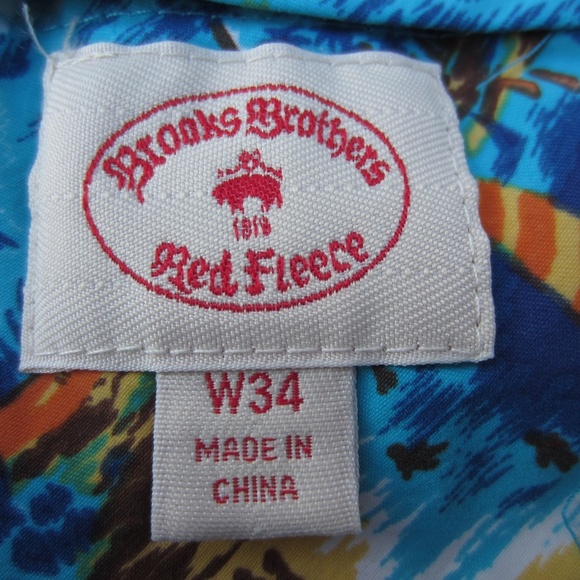 Brooks Brothers
1818
Red Fleece
W34
MADE IN
CHINA